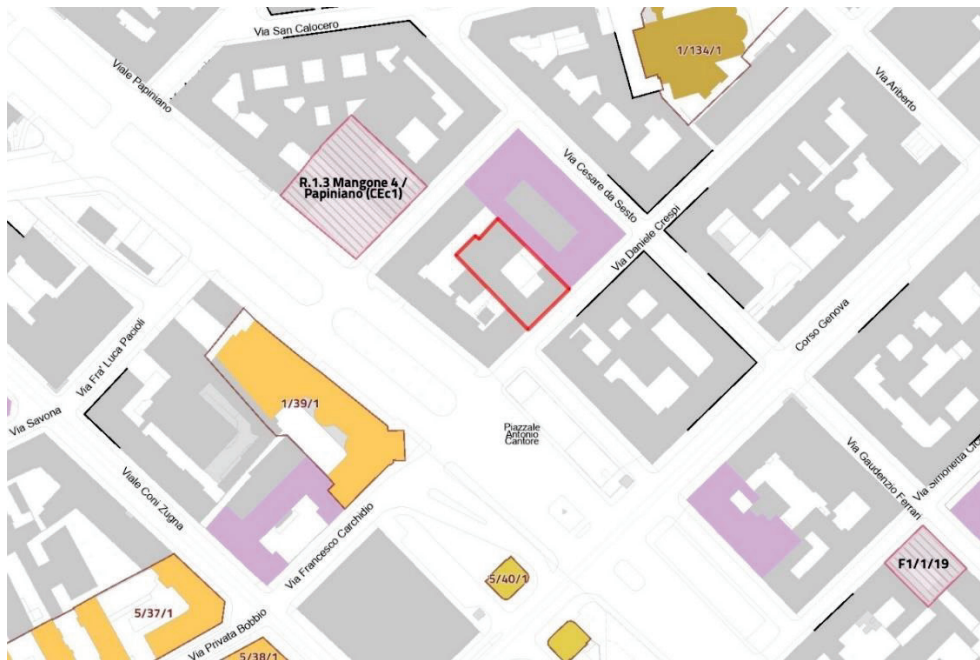 Via San Calocero
1/134/1
Viale Papiniano
Via Ariberto
R.1.3 Mangone 4 /
Papiniano (CEc1)
Via Cesare da Sesto
Via Daniele Crespi
Via Fra' Luca Pacioli
Corso Genova
1/39/1
Via Savona
Piazzale
Antonio
Cantore
Viale Coni Zugna
Via Gaudenzio Ferrari
Via Simonetta
Via Francesco Carchidio
F1/1/19
5/40/1
5/37/1
Via Privata Bobbio
5/38/1